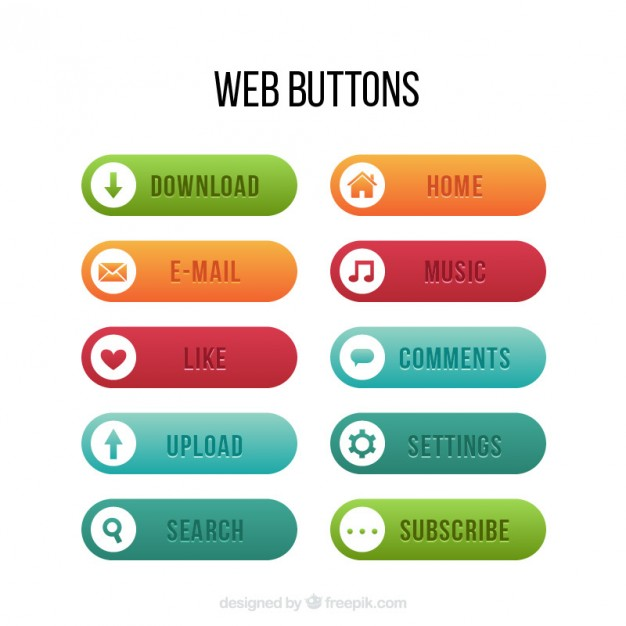 WEB BUTTONS
DOWNLOAD
HOME
E-MAIL
MUSIC
LIKE
COMMENTS
UPLOAD
SETTINGS
SEARCH
SUBSCRIBE
designed by freepik.com